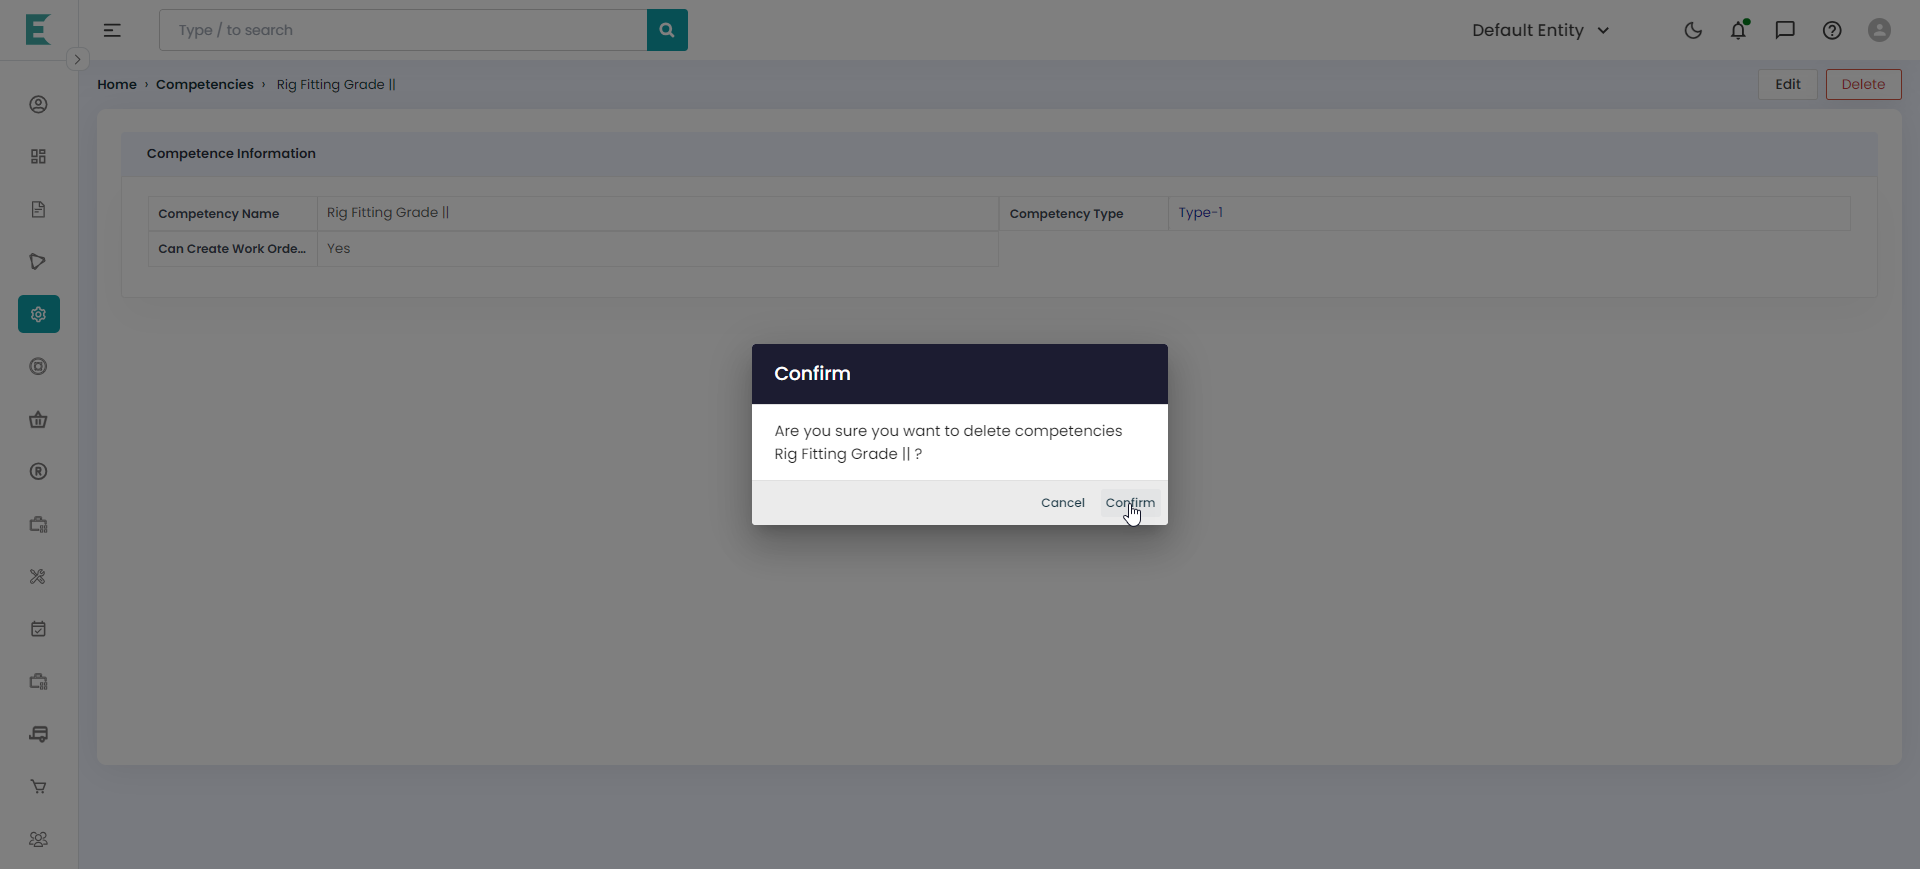 Type / to search
Default Entity
Home › Competencies › Rig Fitting Grade ||
Edit
Delete
Competence Information
Competency Name
Rig Fitting Grade ||
Competency Type
Type-1
Can Create Work Orde...
Yes
Confirm
Are you sure you want to delete competencies
Rig Fitting Grade || ?
Cancel
Confirm